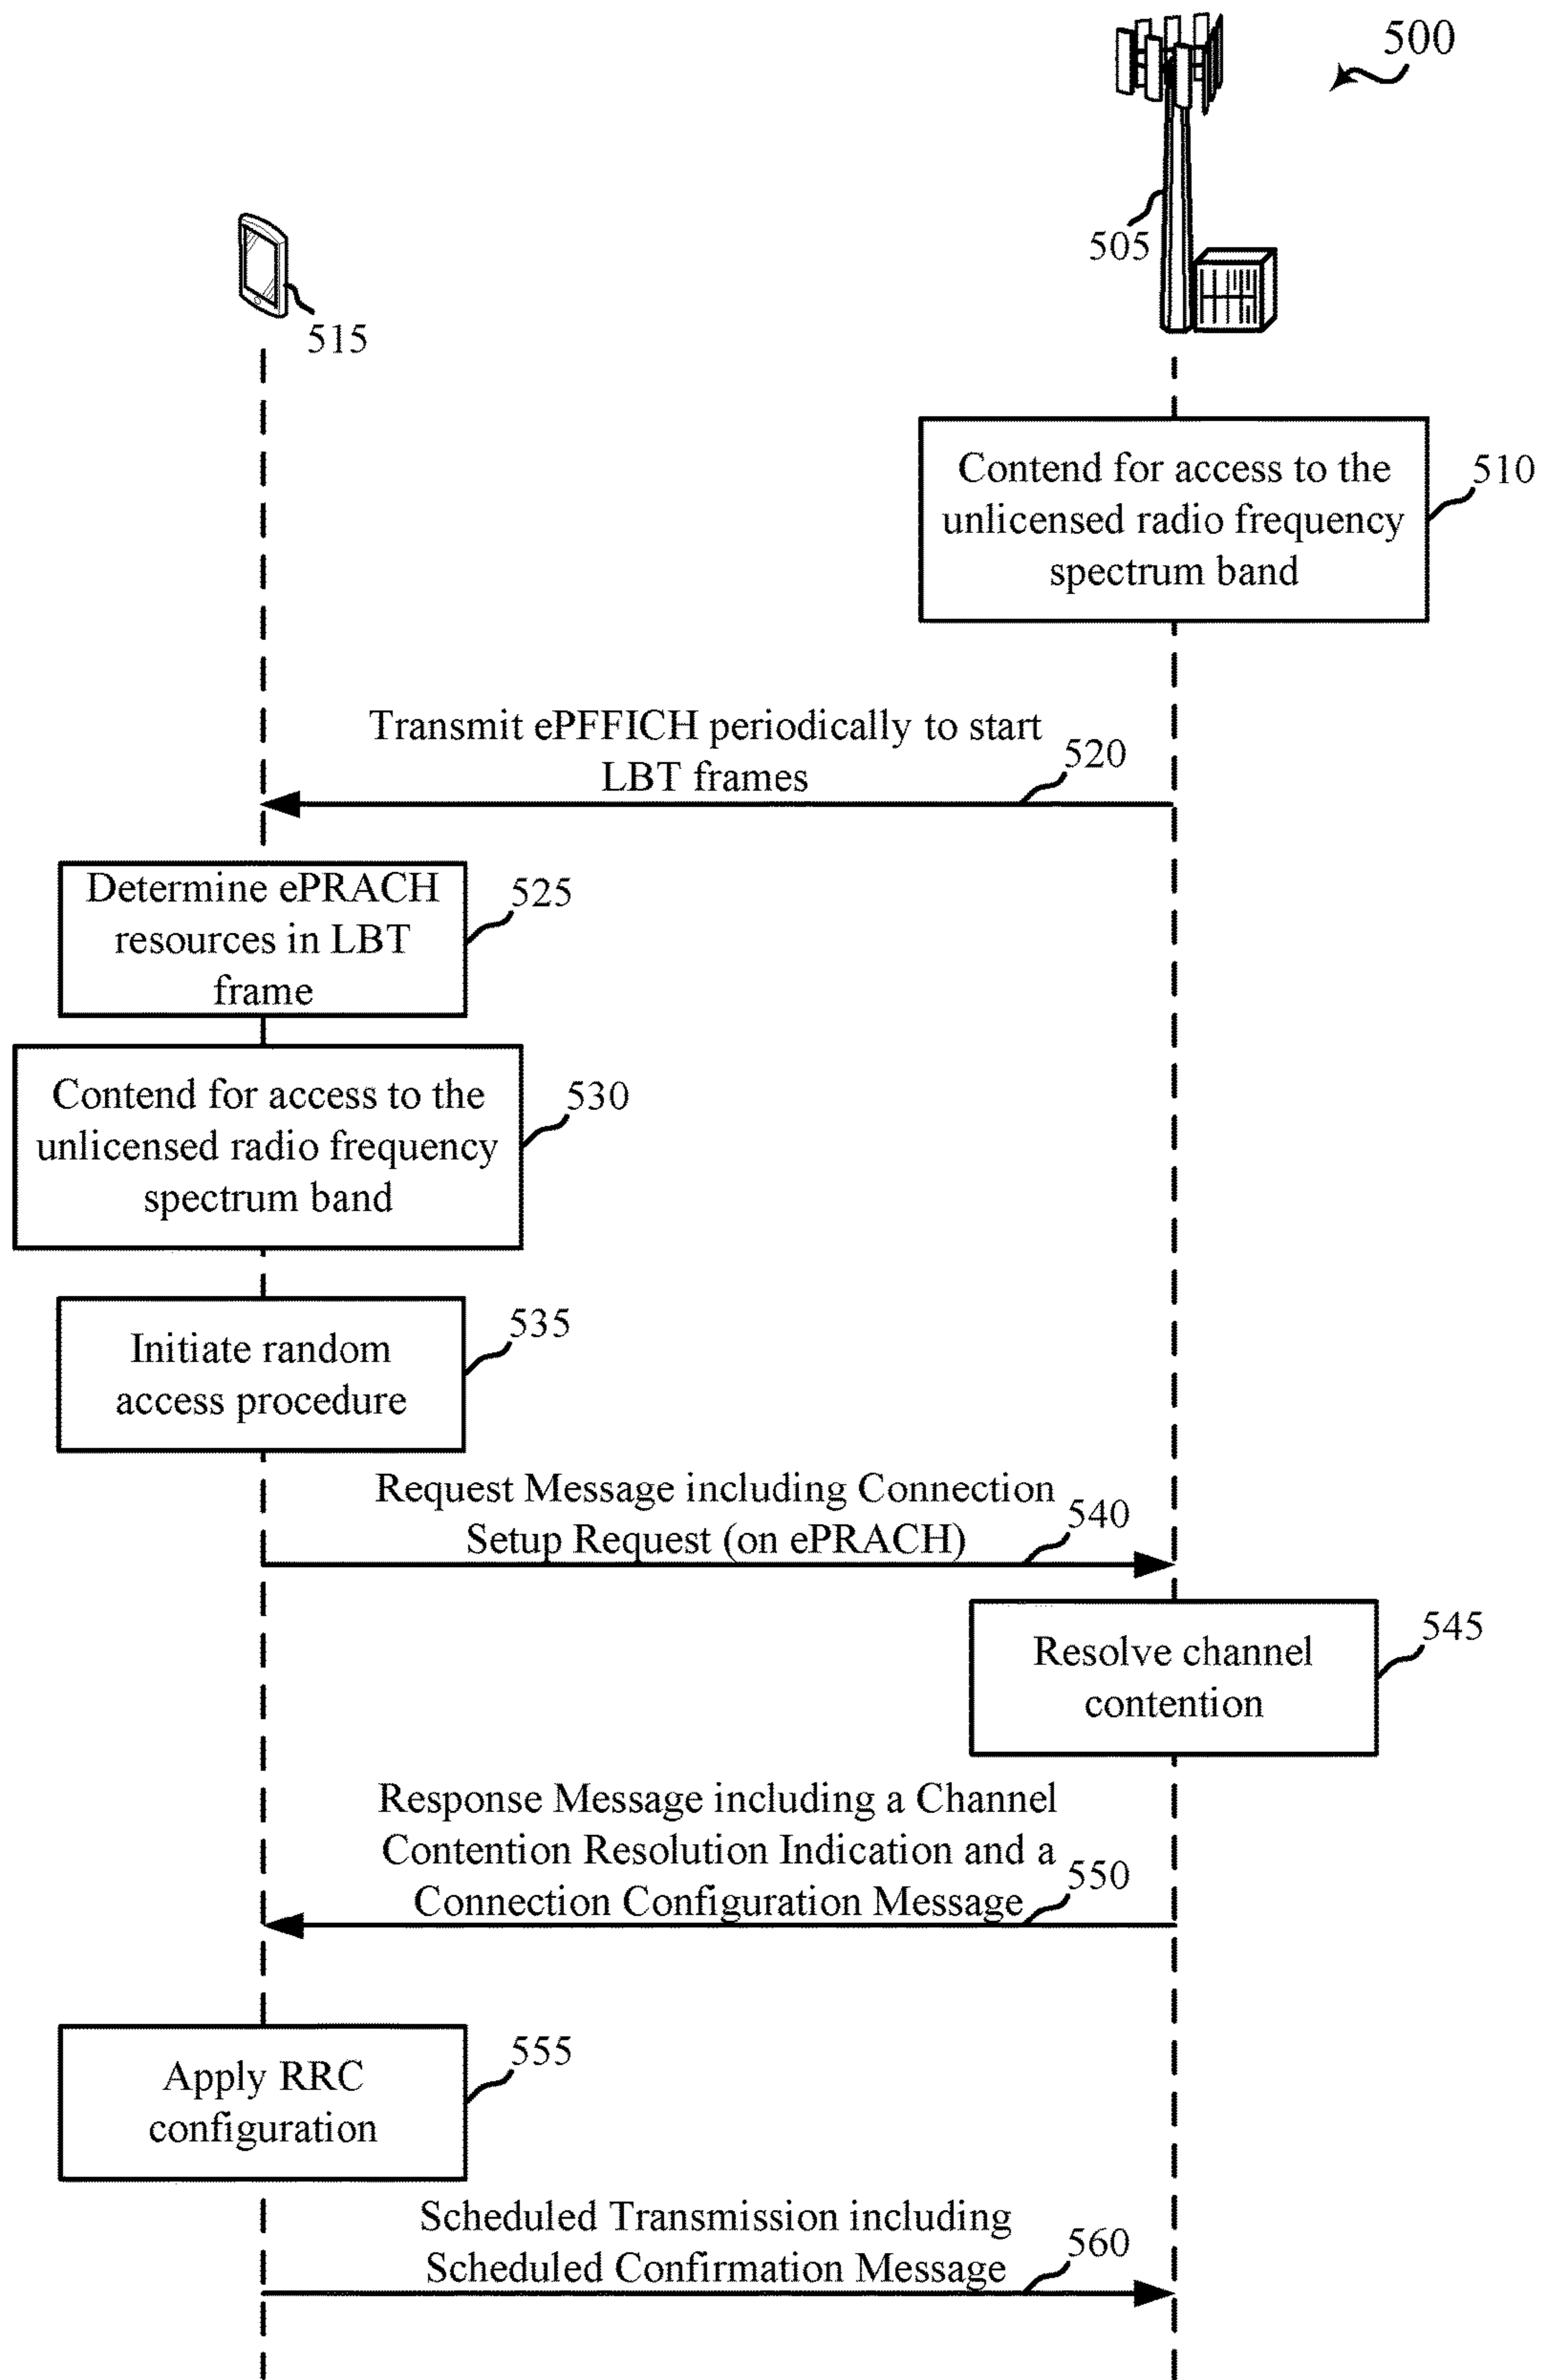 500
505
515
Contend for access to the
unlicensed radio frequency
spectrum band
510
Transmit ePFFICH periodically to start
LBT frames
520
Determine ePRACH
resources in LBT
frame
525
Contend for access to the
unlicensed radio frequency
spectrum band
530
Initiate random
access procedure
535
Request Message including Connection
Setup Request (on ePRACH)
540
Resolve channel
contention
545
Response Message including a Channel
Contention Resolution Indication and a
Connection Configuration Message
550
Apply RRC
configuration
555
Scheduled Transmission including
Scheduled Confirmation Message
560